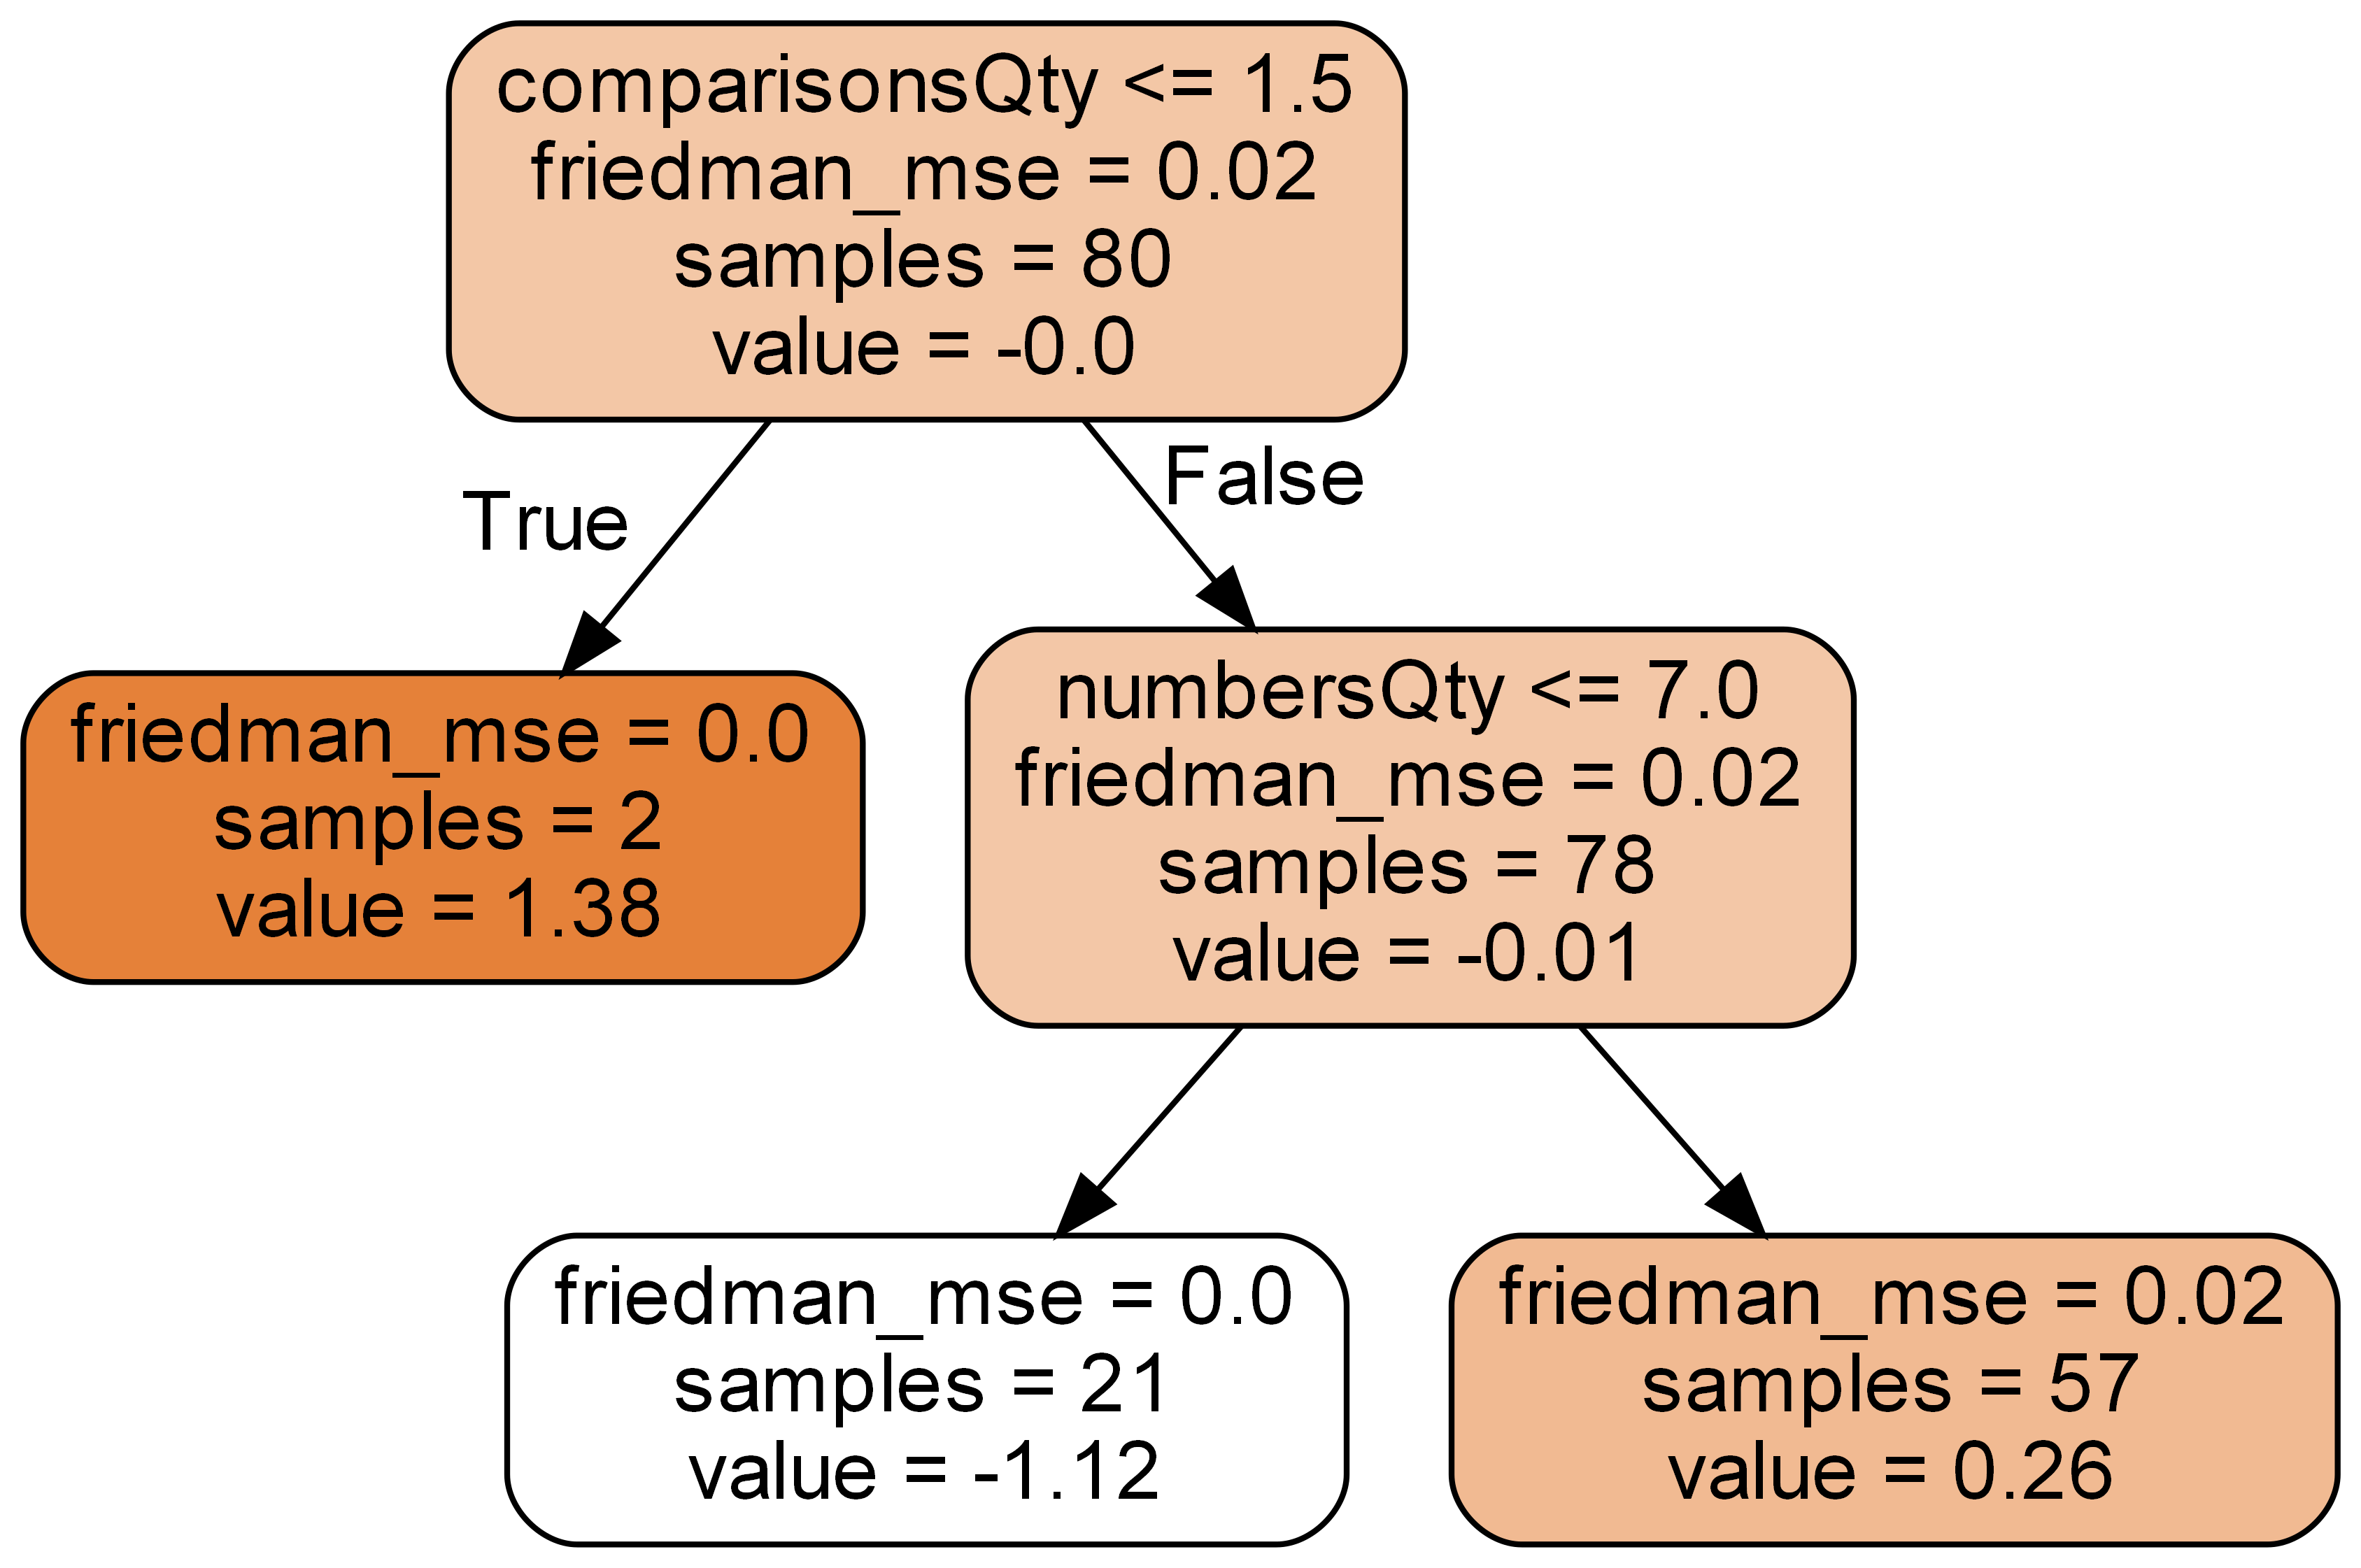 comparisonsQty <= 1.5
friedman_mse = 0.02
samples = 80
value = -0.0
True
False
friedman_mse = 0.0
samples = 2
value = 1.38
numbersQty <= 7.0
friedman_mse = 0.02
samples = 78
value = -0.01
friedman_mse = 0.0
samples = 21
value = -1.12
friedman_mse = 0.02
samples = 57
value = 0.26